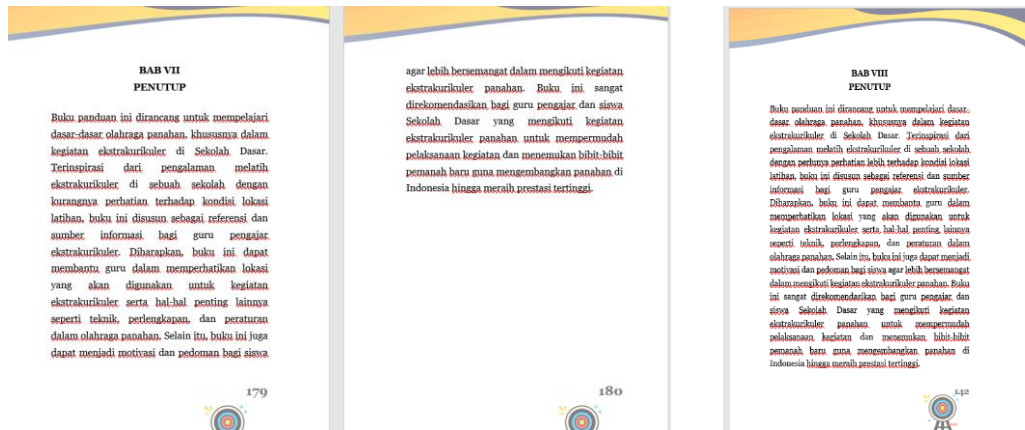 BAB VII
PENUTUP
Buku panduan ini dirancang untuk mempelajari
dasar-dasar olahraga panahan, khususnya dalam
kegiatan ekstrakurikuler di Sekolah Dasar.
Terinspirasi dari pengalaman melatih
ekstrakurikuler di sebuah sekolah dengan
kurangnya perhatian terhadap kondisi lokasi
latihan, buku ini disusun sebagai referensi dan
sumber informasi bagi guru pengajar
ekstrakurikuler. Diharapkan, buku ini dapat
membantu guru dalam memperhatikan lokasi
yang akan digunakan untuk kegiatan
ekstrakurikuler serta hal-hal penting lainnya
seperti teknik, perlengkapan, dan peraturan
dalam olahraga panahan. Selain itu, buku ini juga
dapat menjadi motivasi dan pedoman bagi siswa
179
agar lebih bersemangat dalam mengikuti kegiatan
ekstrakurikuler panahan. Buku ini sangat
direkomendasikan bagi guru pengajar dan siswa
Sekolah Dasar yang mengikuti kegiatan
ekstrakurikuler panahan untuk mempermudah
pelaksanaan kegiatan dan menemukan bibit-bibit
pemanah baru guna mengembangkan panahan di
Indonesia hingga meraih prestasi tertinggi.
180
BAB VIII
PENUTUP
Buku panduan ini dirancang untuk mempelajari dasar-
dasar olahraga panahan, khususnya dalam kegiatan
ekstrakurikuler di Sekolah Dasar. Terinspirasi dari
pengalaman melatih ekstrakurikuler di sebuah sekolah
dengan perlunya perhatian lebih terhadap kondisi lokasi
latihan, buku ini disusun sebagai referensi dan sumber
informasi bagi guru pengajar ekstrakurikuler.
Diharapkan, buku ini dapat membantu guru dalam
memperhatikan lokasi yang akan digunakan untuk
kegiatan ekstrakurikuler serta hal-hal penting lainnya
seperti teknik, perlengkapan, dan peraturan dalam
olahraga panahan. Selain itu, buku ini juga dapat menjadi
motivasi dan pedoman bagi siswa agar lebih bersemangat
dalam mengikuti kegiatan ekstrakurikuler panahan. Buku
ini sangat direkomendasikan bagi guru pengajar dan
siswa Sekolah Dasar yang mengikuti kegiatan
ekstrakurikuler panahan untuk mempermudah
pelaksanaan kegiatan dan menemukan bibit-bibit
pemanah baru guna mengembangkan panahan di
Indonesia hingga meraih prestasi tertinggi.
142